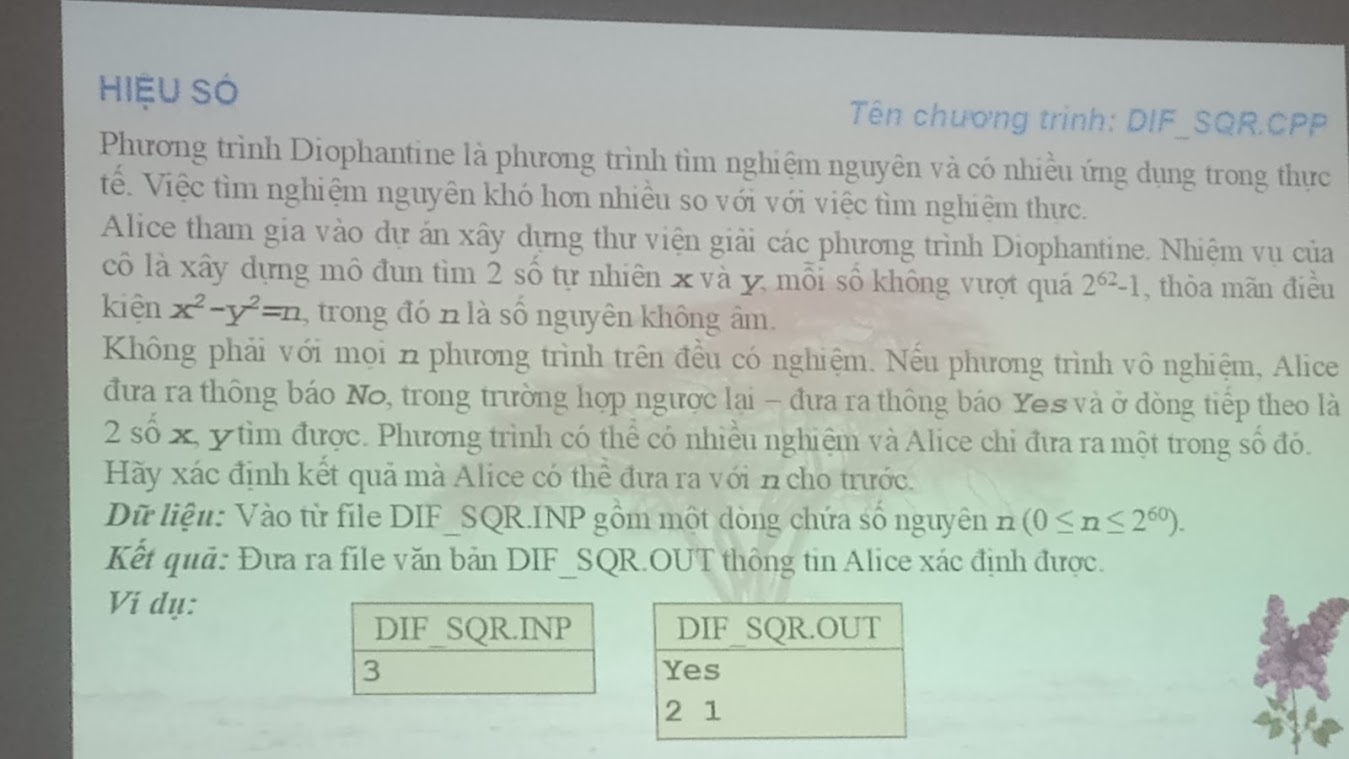 HIỆU SỐ
Tên chương trình: DIF_SQR.CPP
Phương trình Diophantine là phương trình tìm nghiệm nguyên và có nhiều ứng dụng trong thực
tế. Việc tìm nghiệm nguyên khó hơn nhiều so với với việc tìm nghiệm thực.
Alice tham gia vào dự án xây dựng thư viện giải các phương trình Diophantine. Nhiệm vụ của
cô là xây dựng mô đun tìm 2 số tự nhiên x và y, mỗi số không vượt quá 2⁶²-1, thỏa mãn điều
kiện x²-y²=n, trong đó n là số nguyên không âm.
Không phải với mọi n phương trình trên đều có nghiệm. Nếu phương trình vô nghiệm, Alice
đưa ra thông báo No, trong trường hợp ngược lại – đưa ra thông báo Yes và ở dòng tiếp theo là
2 số x, y tìm được. Phương trình có thể có nhiều nghiệm và Alice chỉ đưa ra một trong số đó.
Hãy xác định kết quả mà Alice có thể đưa ra với n cho trước.
Dữ liệu: Vào từ file DIF_SQR.INP gồm một dòng chứa số nguyên n (0 ≤ n ≤ 2⁶⁰).
Kết quả: Đưa ra file văn bản DIF_SQR.OUT thông tin Alice xác định được.
Ví dụ:
DIF_SQR.INP
3
DIF_SQR.OUT
Yes
2 1